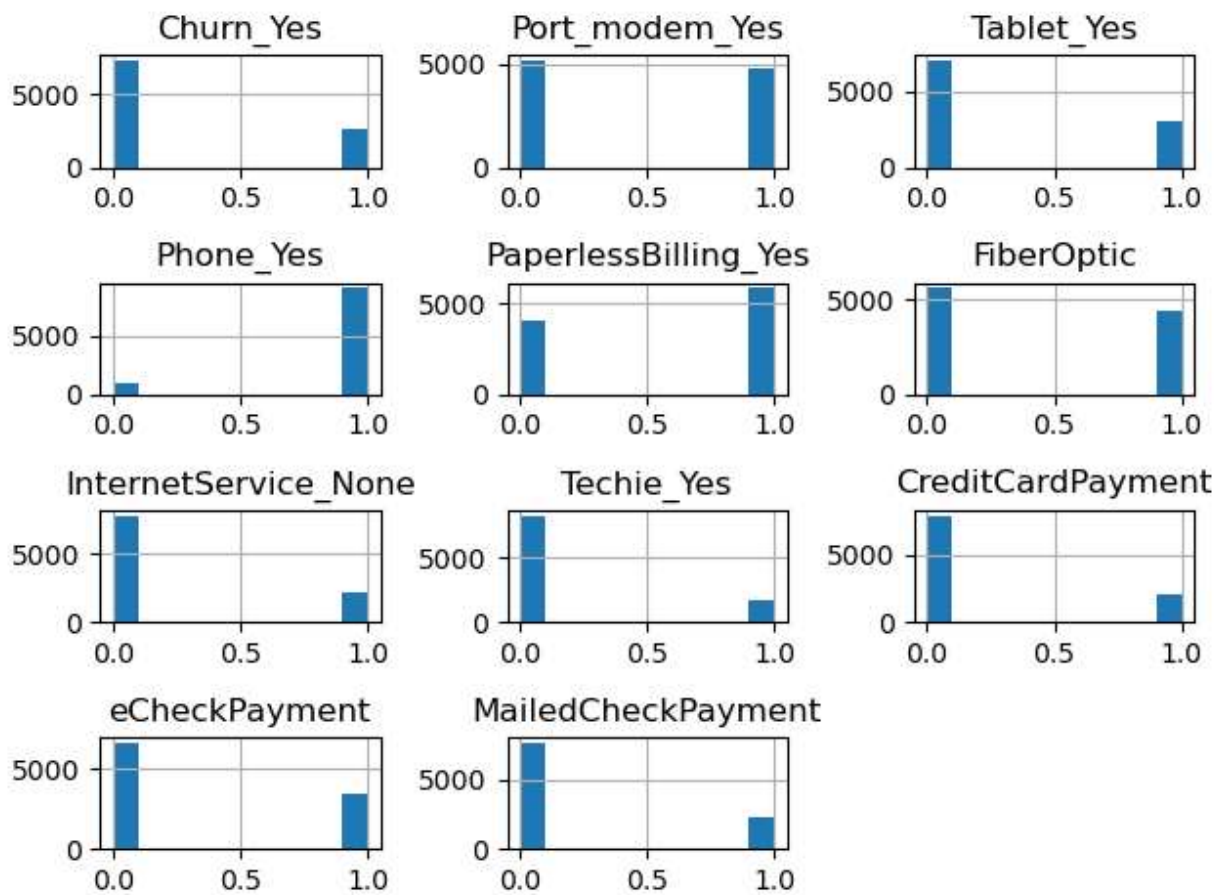 Churn_Yes Port_modem_Yes Tablet_Yes
5000 5000 5000
0 0 0
0.0 0.5 1.0 0.0 0.5 1.0 0.0 0.5 1.0
Phone_Yes PaperlessBilling_Yes FiberOptic
5000 5000 5000
0 0 0
0.0 0.5 1.0 0.0 0.5 1.0 0.0 0.5 1.0
InternetService_None Techie_Yes CreditCardPayment
5000 5000 5000
0 0 0
0.0 0.5 1.0 0.0 0.5 1.0 0.0 0.5 1.0
eCheckPayment MailedCheckPayment
5000 5000
0 0
0.0 0.5 1.0 0.0 0.5 1.0